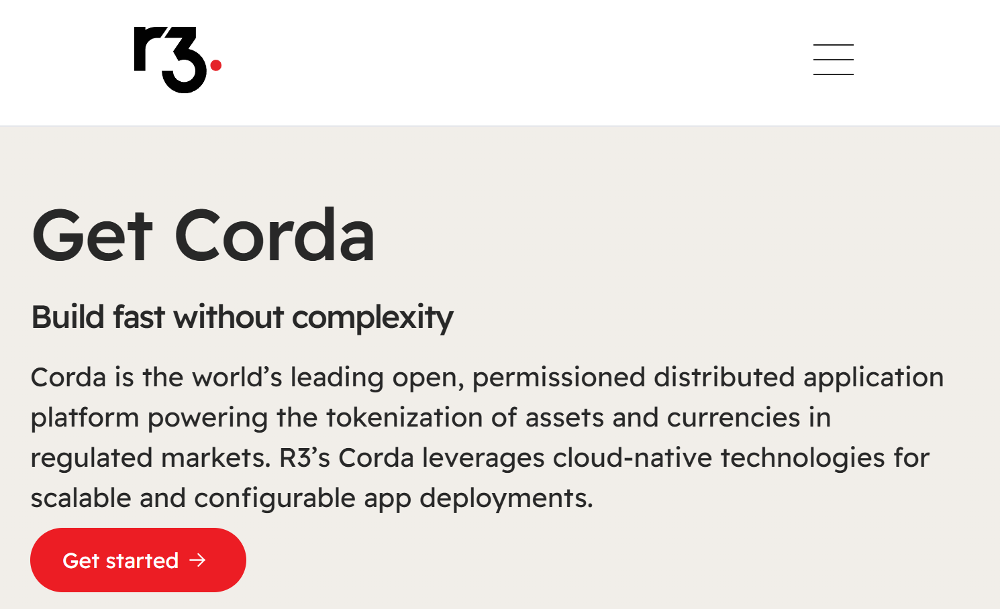 r3.
Get Corda
Build fast without complexity
Corda is the world’s leading open, permissioned distributed application
platform powering the tokenization of assets and currencies in
regulated markets. R3’s Corda leverages cloud-native technologies for
scalable and configurable app deployments.
Get started →